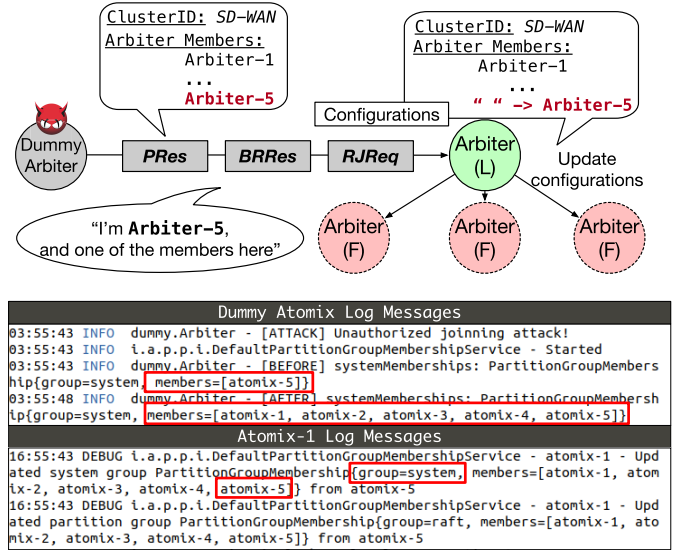 ClusterID: SD-WAN
Arbiter Members:
Arbiter-1
...
Arbiter-5
ClusterID: SD-WAN
Arbiter Members:
Arbiter-1
...
“ “ -> Arbiter-5
Configurations
Dummy
Arbiter
PRes
BRRes
RJReq
Arbiter
(L)
Update
configurations
“I’m Arbiter-5,
and one of the members here”
Arbiter
(F)
Arbiter
(F)
Arbiter
(F)
Dummy Atomix Log Messages
03:55:43 INFO dummy.Arbiter - [ATTACK] Unauthorized joinning attack!
03:55:43 INFO i.a.p.p.i.DefaultPartitionGroupMembershipService - Started
03:55:43 INFO dummy.Arbiter - [BEFORE] systemMemberships: PartitionGroupMembers
hip{group=system, members=[atomix-5]}
03:55:48 INFO dummy.Arbiter - [AFTER] systemMemberships: PartitionGroupMembersh
ip{group=system, members=[atomix-1, atomix-2, atomix-3, atomix-4, atomix-5]}
Atomix-1 Log Messages
16:55:43 DEBUG i.a.p.p.i.DefaultPartitionGroupMembershipService - atomix-1 - Upd
ated system group PartitionGroupMembership{group=system, members=[atomix-1, atom
ix-2, atomix-3, atomix-4, atomix-5]} from atomix-5
16:55:43 DEBUG i.a.p.p.i.DefaultPartitionGroupMembershipService - atomix-1 - Upd
ated partition group PartitionGroupMembership{group=raft, members=[atomix-1, ato
mix-2, atomix-3, atomix-4, atomix-5]} from atomix-5